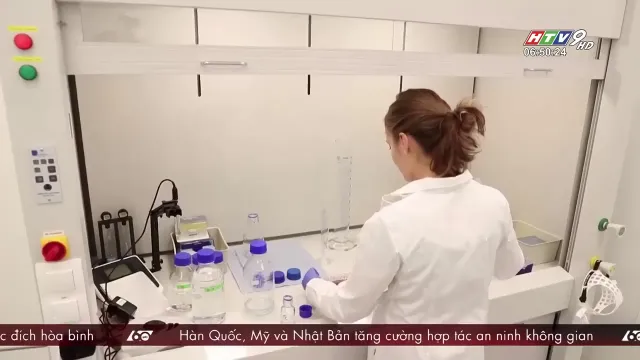 HTV9 HD
06:50:24
c đích hòa bình 60 Hàn Quốc, Mỹ và Nhật Bản tăng cường hợp tác an ninh không gian